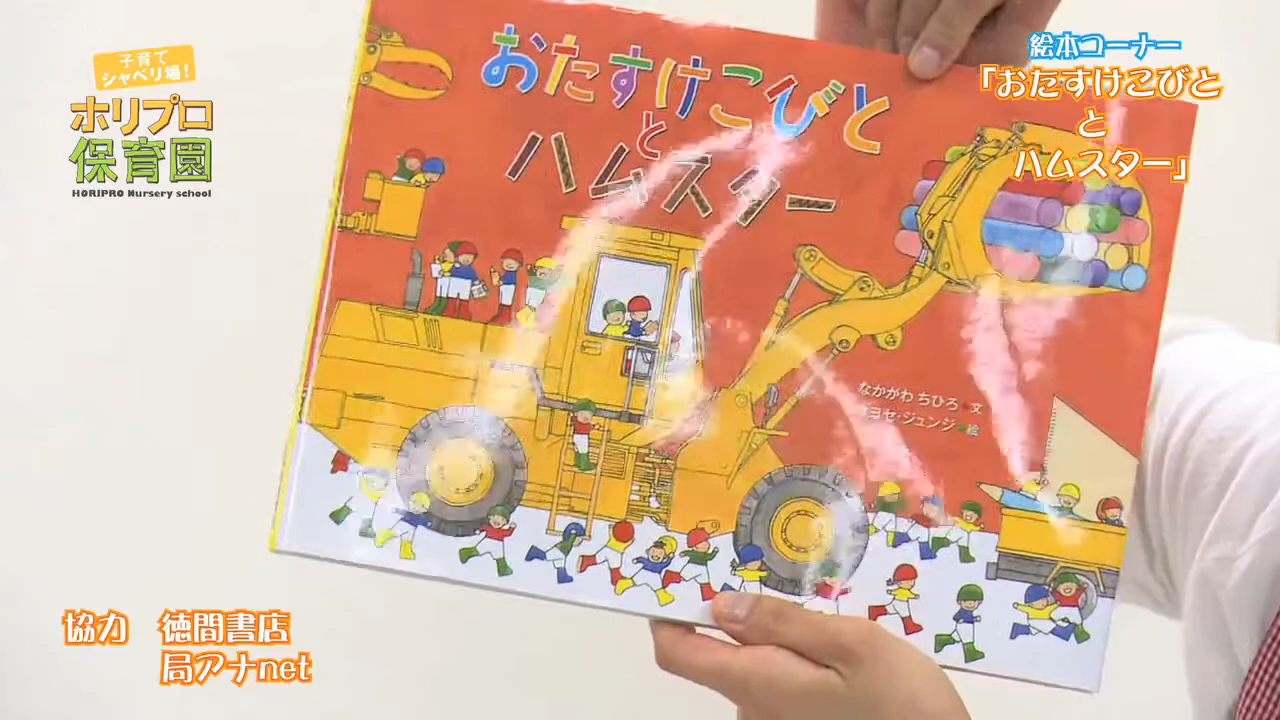 子育て
シャベリ場!
ホリプロ
保育園
HORIPRO Nursery school
絵本コーナー
「おたすけこびと
と
ハムスター」
おたすけこびと
と
ハムスター
なかがわ ちひろ・文
コヨセ・ジュンジ・絵
協力 徳間書店
局アナnet